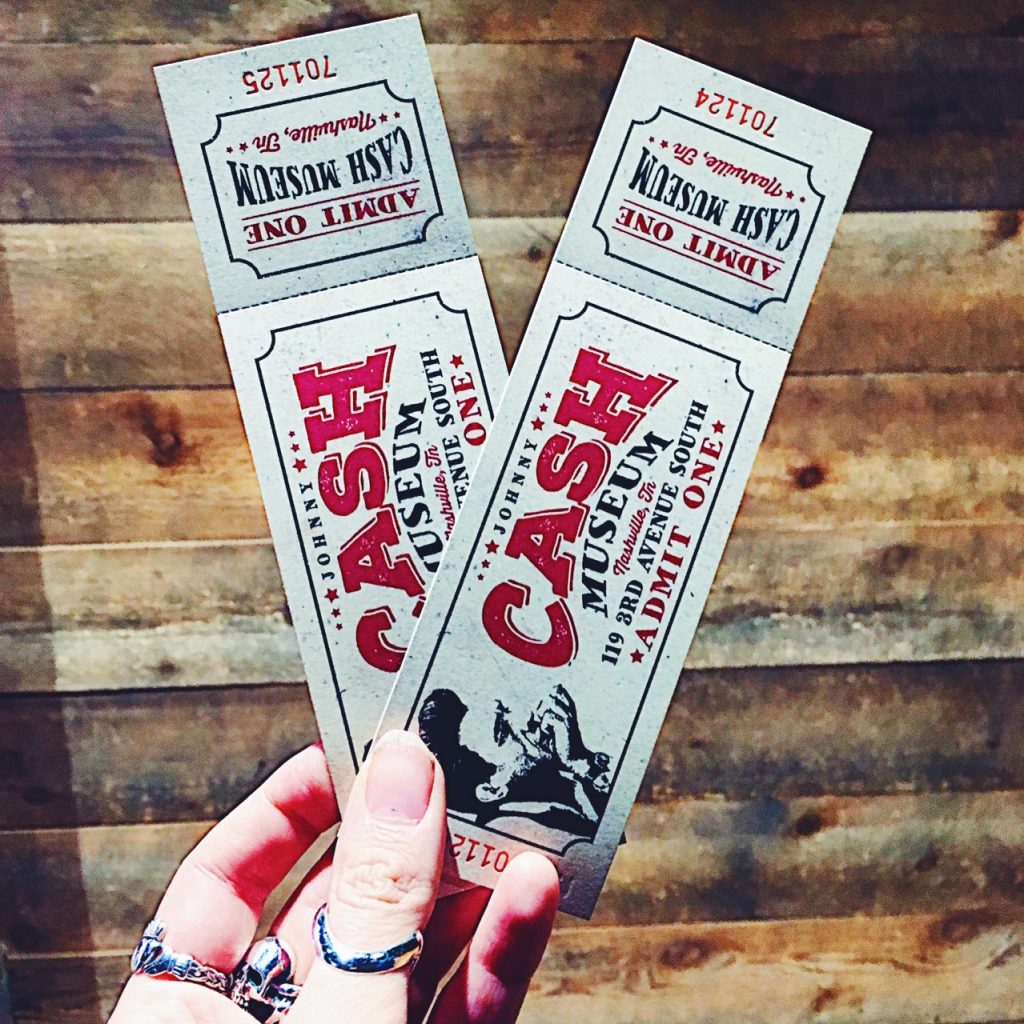 ADMIT ONE
CASH MUSEUM
Nashville, Tn
701125
JOHNNY
CASH
MUSEUM
Nashville, Tn
ENUE SOUTH
ONE
ADMIT ONE
CASH MUSEUM
Nashville, Tn
701124
JOHNNY
CASH
MUSEUM
Nashville, Tn
119 3RD AVENUE SOUTH
ADMIT ONE